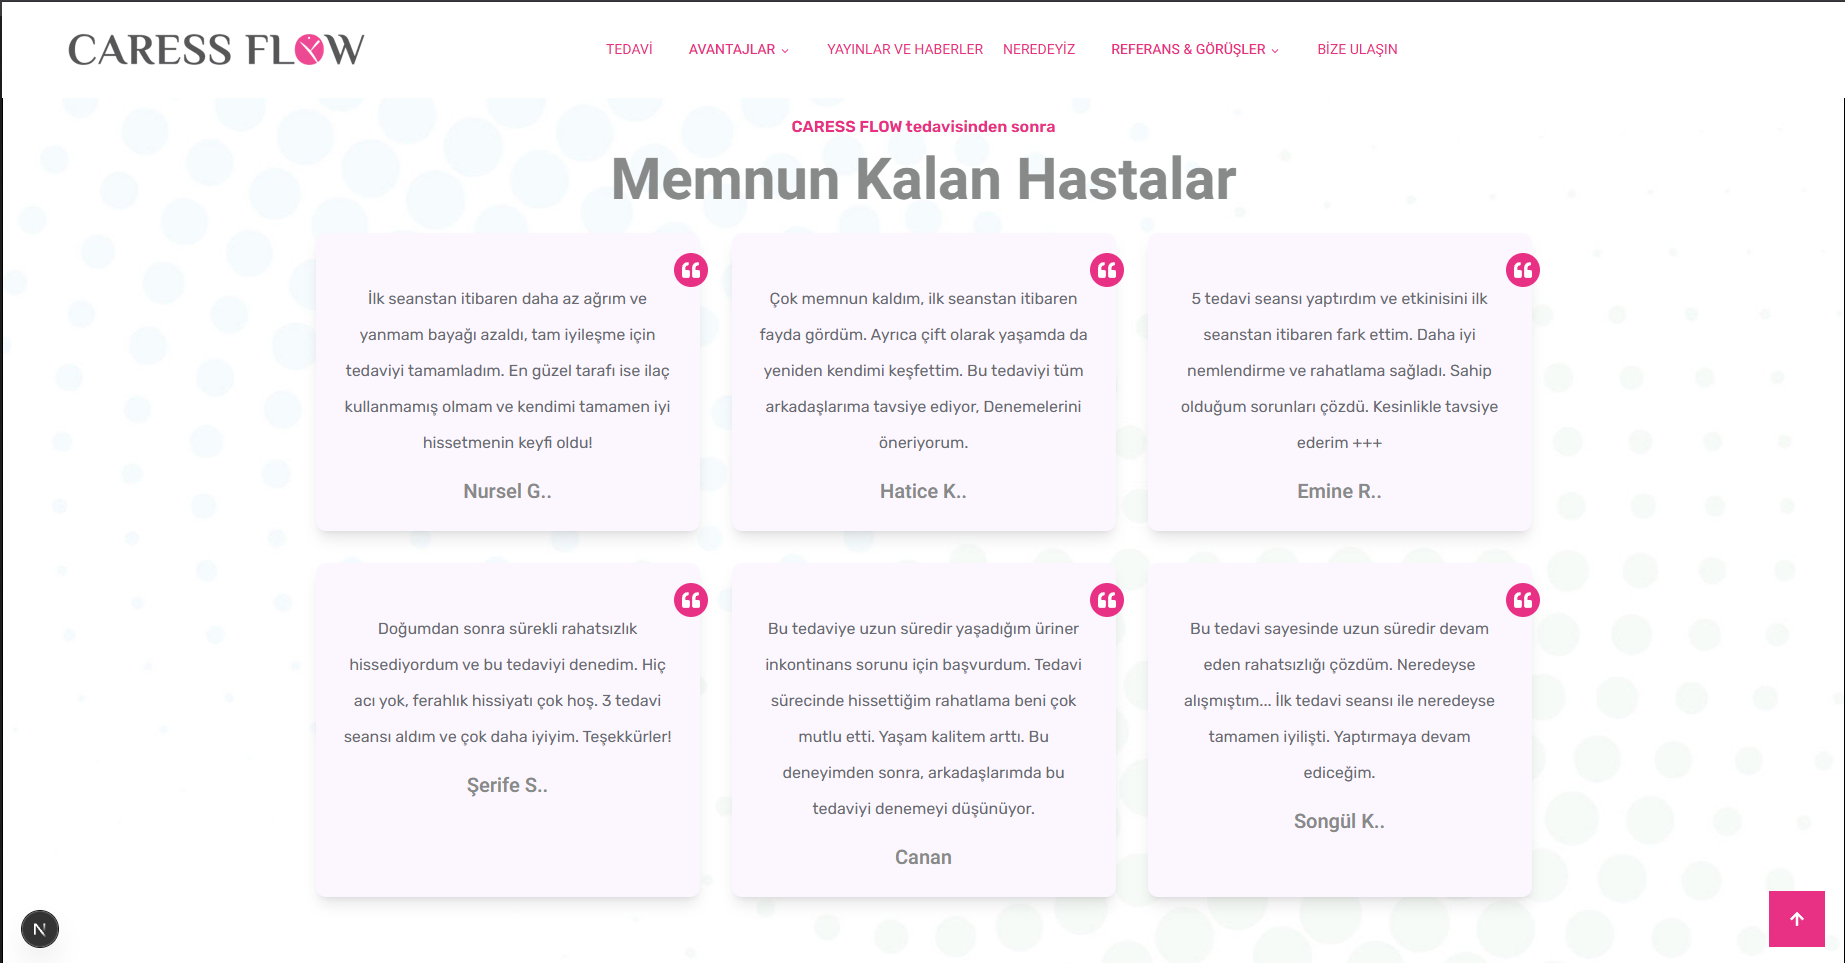 CARESS FLOW
TEDAVİ
AVANTAJLAR
YAYINLAR VE HABERLER
NEREDEYİZ
REFERANS & GÖRÜŞLER
BİZE ULAŞIN
CARESS FLOW tedavisinden sonra
Memnun Kalan Hastalar
İlk seanstan itibaren daha az ağrım ve
yanmam bayağı azaldı, tam iyileşme için
tedaviyi tamamladım. En güzel tarafı ise ilaç
kullanmamış olmam ve kendimi tamamen iyi
hissetmenin keyfi oldu!
Nursel G..
Çok memnun kaldım, ilk seanstan itibaren
fayda gördüm. Ayrıca çift olarak yaşamda da
yeniden kendimi keşfettim. Bu tedaviyi tüm
arkadaşlarıma tavsiye ediyor, Denemelerini
öneriyorum.
Hatice K..
5 tedavi seansı yaptırdım ve etkinisini ilk
seanstan itibaren fark ettim. Daha iyi
nemlendirme ve rahatlama sağladı. Sahip
olduğum sorunları çözdü. Kesinlikle tavsiye
ederim +++
Emine R..
Doğumdan sonra sürekli rahatsızlık
hissediyordum ve bu tedaviyi denedim. Hiç
acı yok, ferahlık hissiyatı çok hoş. 3 tedavi
seansı aldım ve çok daha iyiyim. Teşekkürler!
Şerife S..
Bu tedaviye uzun süredir yaşadığım üriner
inkontinans sorunu için başvurdum. Tedavi
sürecinde hissettiğim rahatlama beni çok
mutlu etti. Yaşam kalitem arttı. Bu
deneyimden sonra, arkadaşlarımda bu
tedaviyi denemeyi düşünüyor.
Canan
Bu tedavi sayesinde uzun süredir devam
eden rahatsızlığı çözdüm. Neredeyse
alışmıştım... İlk tedavi seansı ile neredeyse
tamamen iyilişti. Yaptırmaya devam
ediceğim.
Songül K..
N